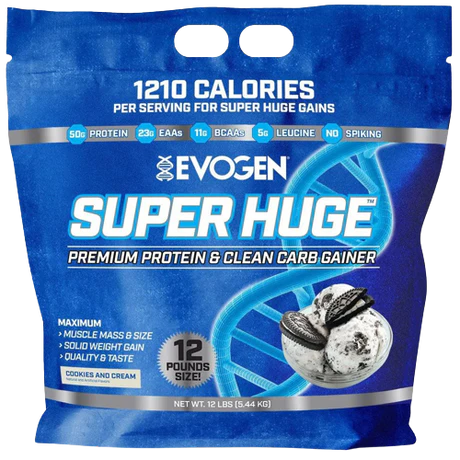 1210 CALORIES
PER SERVING FOR SUPER HUGE GAINS
50G PROTEIN 23G EAAs 11G BCAAs 5G LEUCINE NO SPIKING
EVOGEN®
SUPER HUGE™
PREMIUM PROTEIN & CLEAN CARB GAINER
MAXIMUM
> MUSCLE MASS & SIZE
> SOLID WEIGHT GAIN
> QUALITY & TASTE
12
POUNDS
SIZE!
COOKIES AND CREAM
NET WT. 12 LBS (5.44 KG)